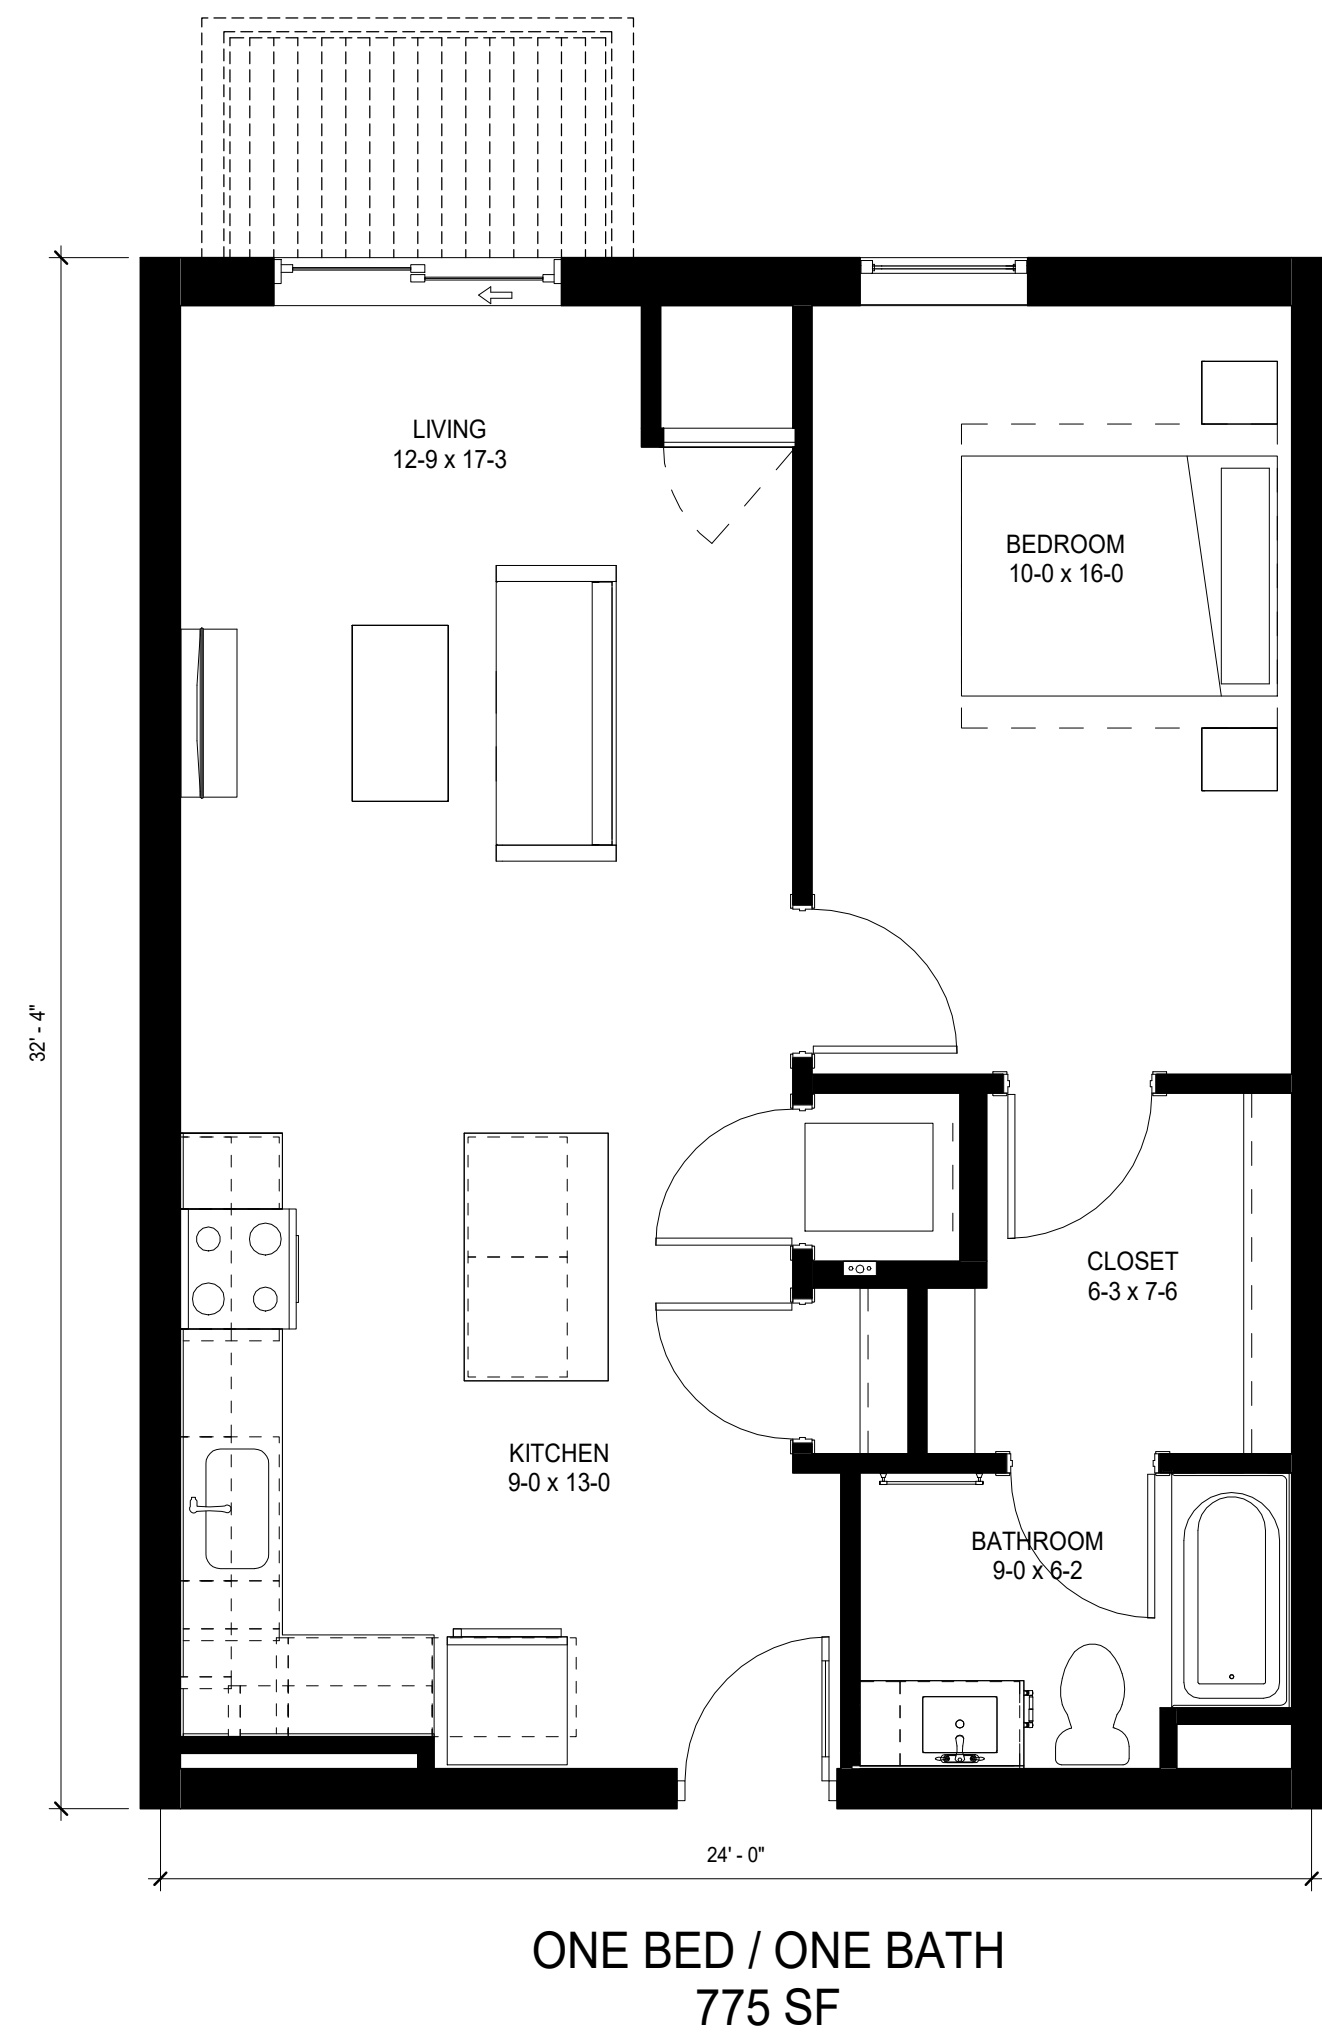 LIVING
12-9 x 17-3
BEDROOM
10-0 x 16-0
32' - 4"
CLOSET
6-3 x 7-6
KITCHEN
9-0 x 13-0
BATHROOM
9-0 x 6-2
24' - 0"
ONE BED / ONE BATH
775 SF